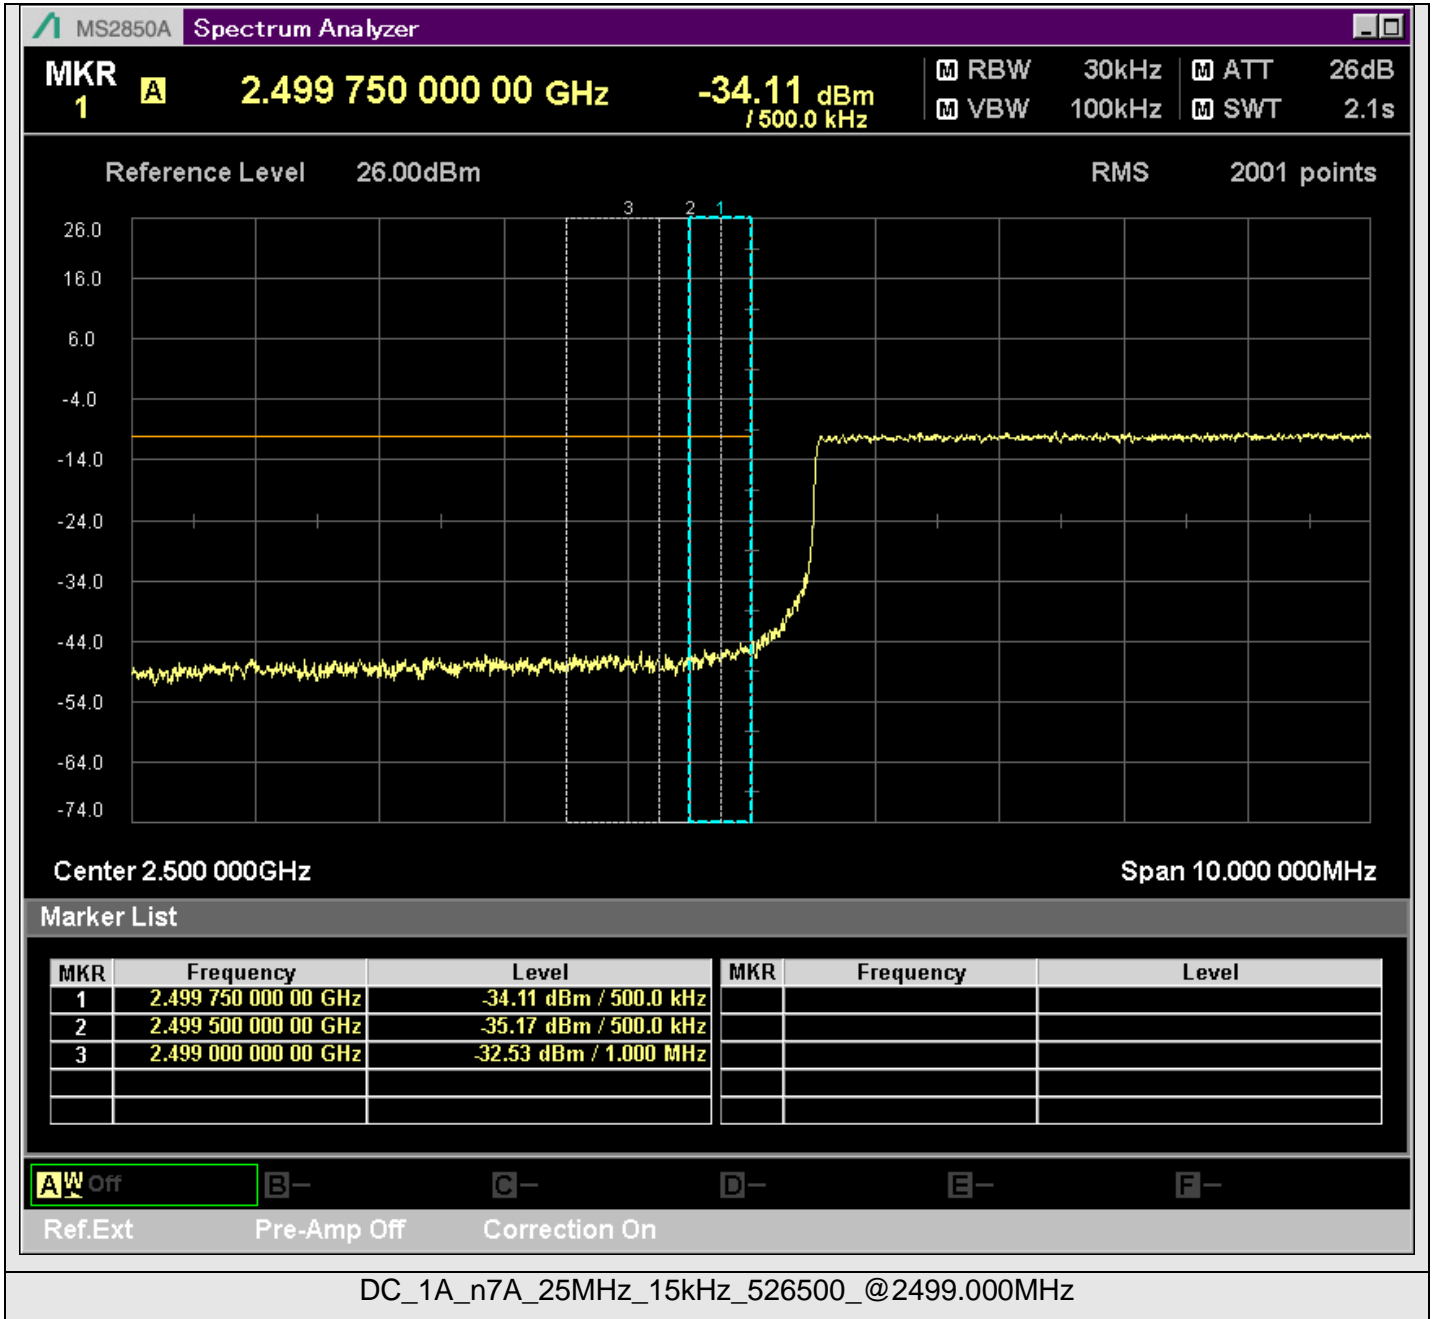 MS2850A Spectrum Analyzer
MKR 1 A 2.499 750 000 00 GHz -34.11 dBm / 500.0 kHz
M RBW 30kHz M ATT 26dB
M VBW 100kHz M SWT 2.1s
Reference Level 26.00dBm RMS 2001 points
3 2 1
26.0
16.0
6.0
-4.0
-14.0
-24.0
-34.0
-44.0
-54.0
-64.0
-74.0
Center 2.500 000GHz Span 10.000 000MHz
Marker List
MKR Frequency Level MKR Frequency Level
1 2.499 750 000 00 GHz -34.11 dBm / 500.0 kHz
2 2.499 500 000 00 GHz -35.17 dBm / 500.0 kHz
3 2.499 000 000 00 GHz -32.53 dBm / 1.000 MHz
A W Off B — C — D — E — F —
Ref.Ext Pre-Amp Off Correction On
DC_1A_n7A_25MHz_15kHz_526500_@2499.000MHz